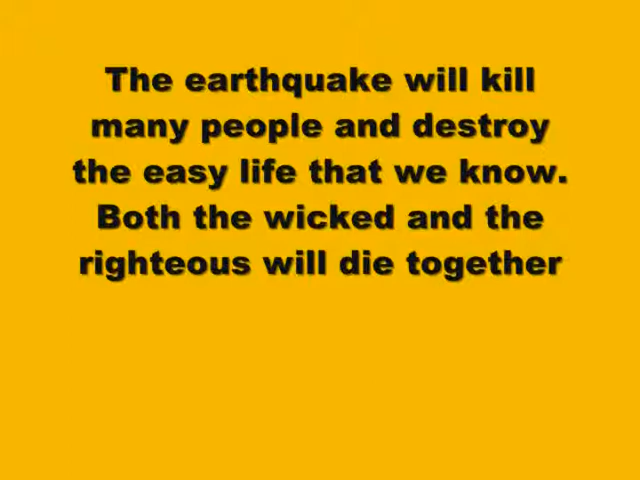 The earthquake will kill
many people and destroy
the easy life that we know.
Both the wicked and the
righteous will die together